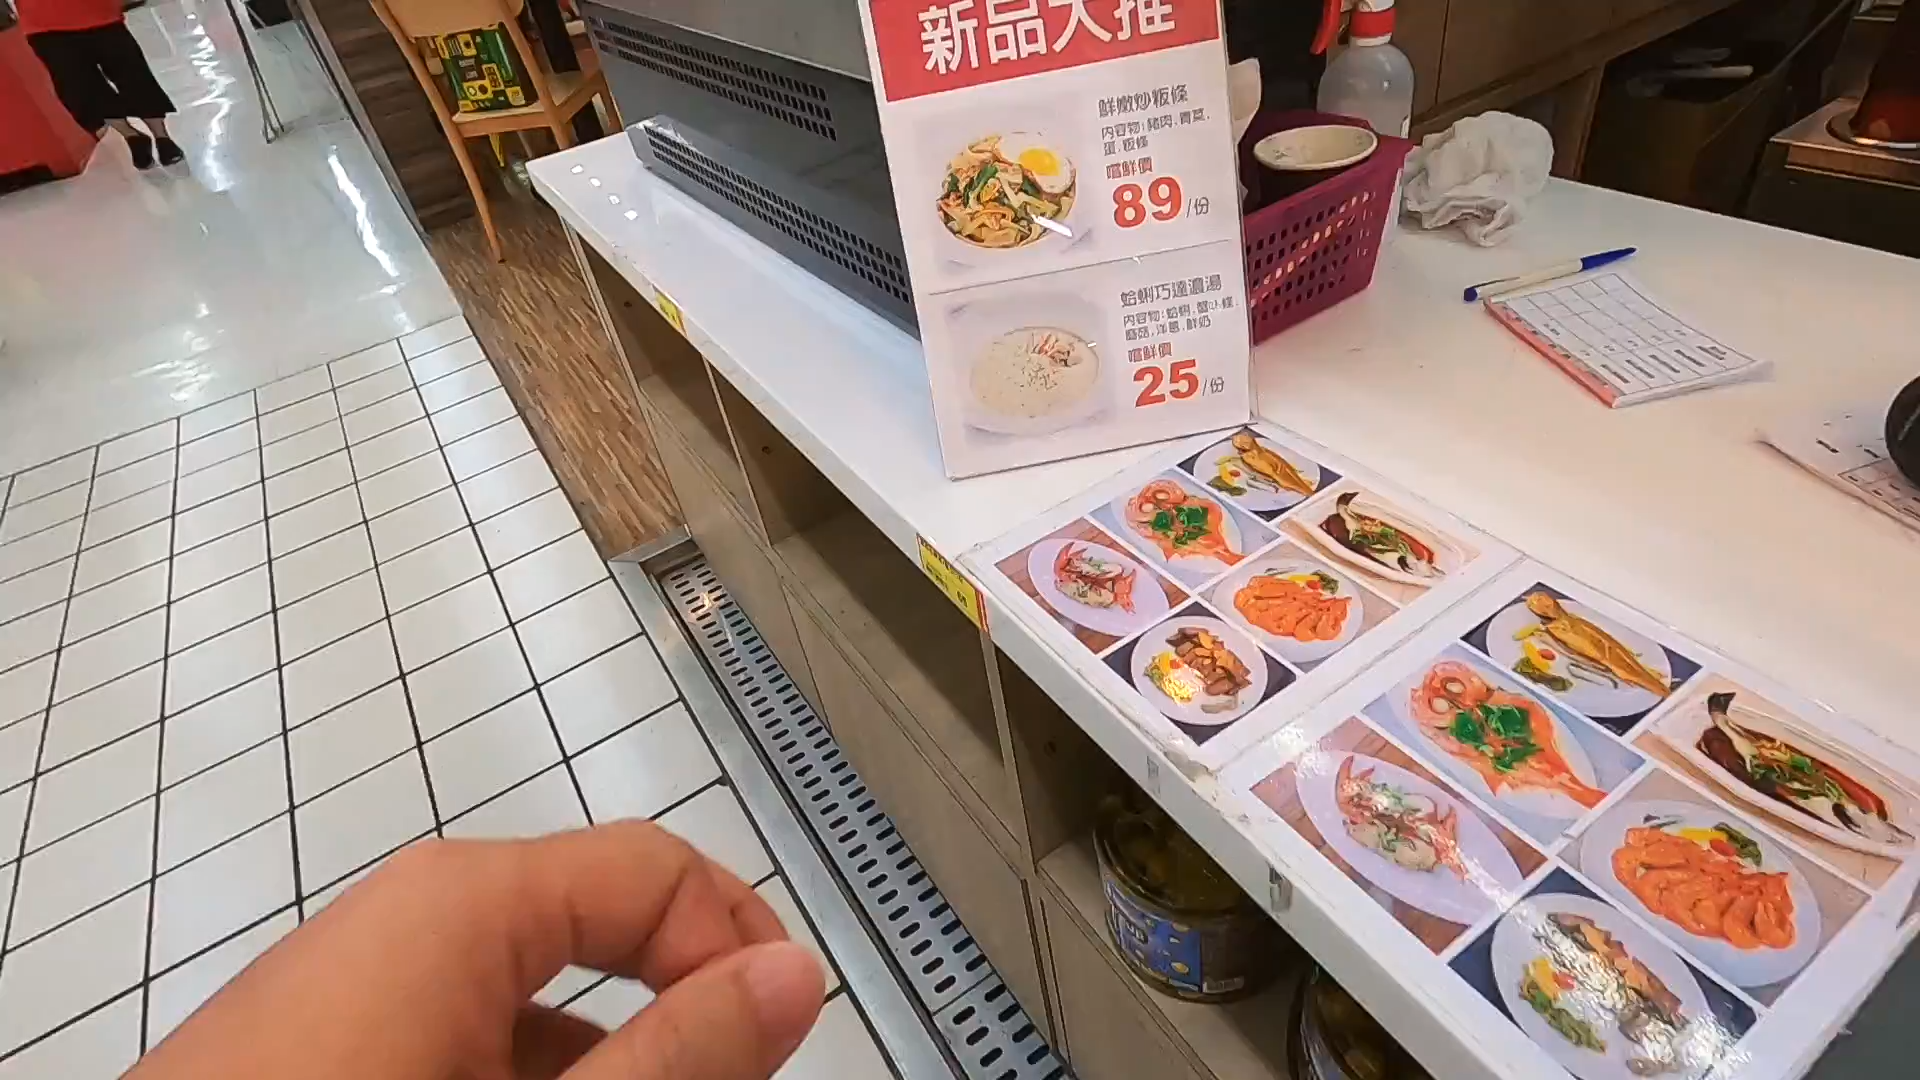 新品大推
鮮嫩炒粄條
內容物:豬肉.青菜.
蛋.粄條
嚐鮮價
89/份
蛤蜊巧達濃湯
內容物:蛤蜊.蟹小條.
蘑菇.洋蔥.鮮奶
嚐鮮價
25/份